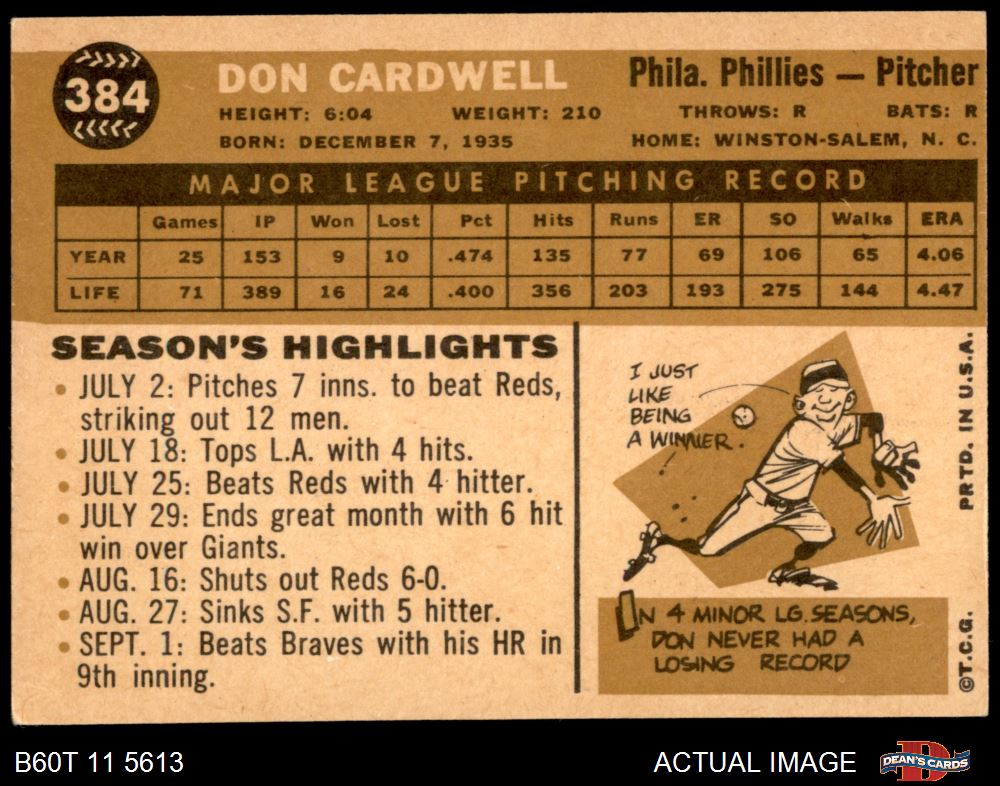 384
DON CARDWELL
Phila. Phillies — Pitcher
HEIGHT: 6:04 WEIGHT: 210 THROWS: R BATS: R
BORN: DECEMBER 7, 1935 HOME: WINSTON-SALEM, N. C.
MAJOR LEAGUE PITCHING RECORD
Games IP Won Lost Pct Hits Runs ER SO Walks ERA
YEAR 25 153 9 10 .474 135 77 69 106 65 4.06
LIFE 71 389 16 24 .400 356 203 193 275 144 4.47
SEASON'S HIGHLIGHTS
• JULY 2: Pitches 7 inns. to beat Reds,
striking out 12 men.
• JULY 18: Tops L.A. with 4 hits.
• JULY 25: Beats Reds with 4 hitter.
• JULY 29: Ends great month with 6 hit
win over Giants.
• AUG. 16: Shuts out Reds 6-0.
• AUG. 27: Sinks S.F. with 5 hitter.
• SEPT. 1: Beats Braves with his HR in
9th inning.
I JUST
LIKE
BEING
A WINNER.
IN 4 MINOR LG. SEASONS,
DON NEVER HAD A
LOSING RECORD
©T.C.G. PRTD. IN U.S.A.
B60T 11 5613
ACTUAL IMAGE
D
DEAN'S CARDS